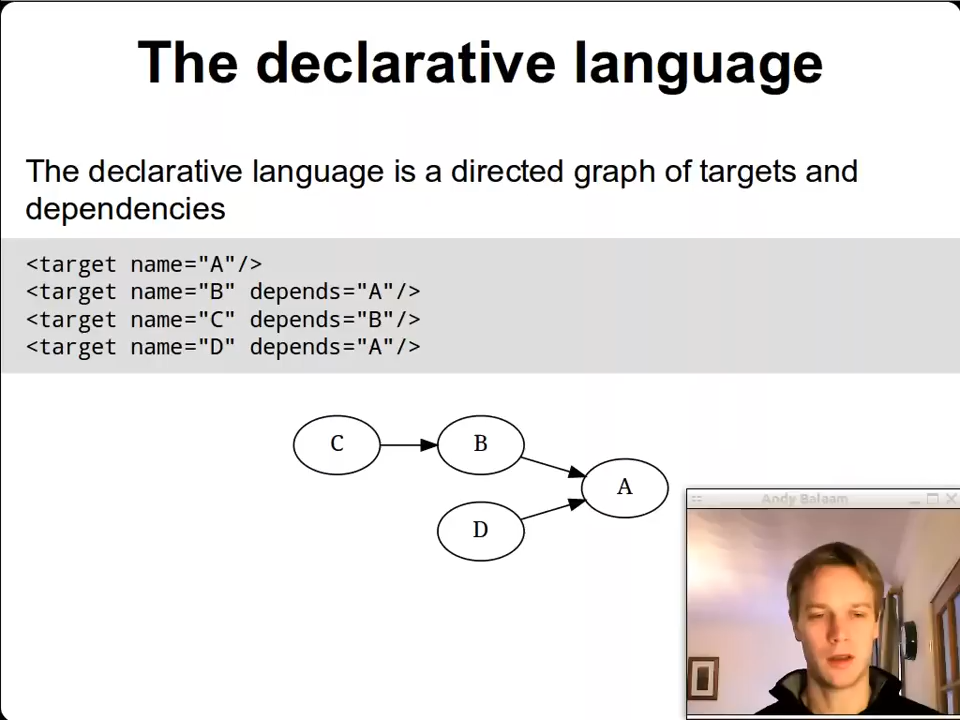 The declarative language
The declarative language is a directed graph of targets and
dependencies
<target name="A"/>
<target name="B" depends="A"/>
<target name="C" depends="B"/>
<target name="D" depends="A"/>
C
B
A
D
Andy Balaam